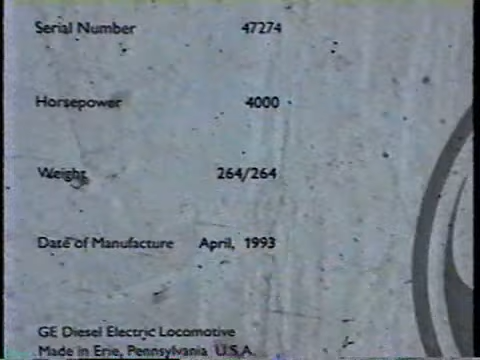 Serial Number 47274
Horsepower 4000
Weight 264/264
Date of Manufacture April, 1993
GE Diesel Electric Locomotive
Made in Erie, Pennsylvania U.S.A.